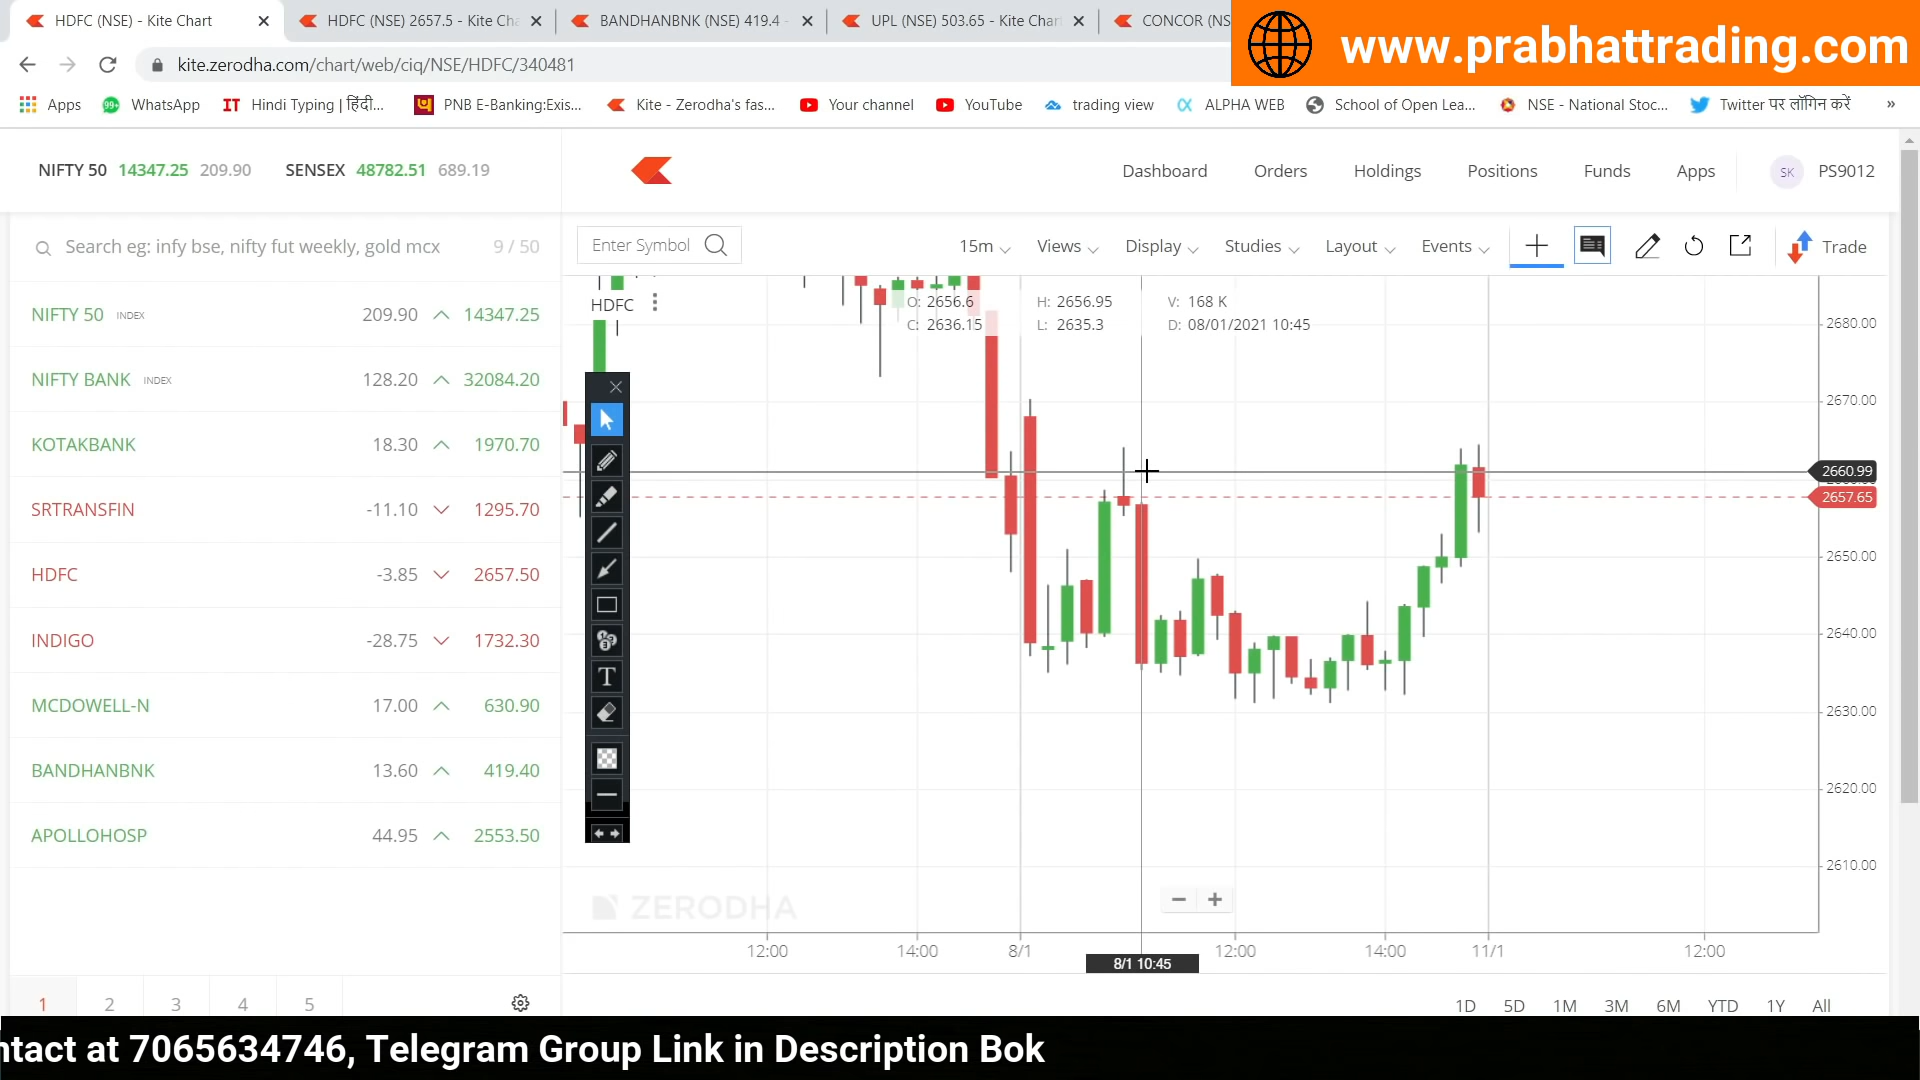 HDFC (NSE) - Kite Chart
HDFC (NSE) 2657.5 - Kite Cha
BANDHANBNK (NSE) 419.4 -
UPL (NSE) 503.65 - Kite Chart
CONCOR (NS
www.prabhattrading.com
kite.zerodha.com/chart/web/ciq/NSE/HDFC/340481
Apps
99+
WhatsApp
IT Hindi Typing | हिंदी...
PNB E-Banking:Exis...
Kite - Zerodha's fas...
Your channel
YouTube
trading view
ALPHA WEB
School of Open Lea...
NSE - National Stoc...
Twitter पर लॉगिन करें
»
NIFTY 50 14347.25 209.90
SENSEX 48782.51 689.19
Dashboard
Orders
Holdings
Positions
Funds
Apps
SK
PS9012
Search eg: infy bse, nifty fut weekly, gold mcx
9 / 50
Enter Symbol
15m
Views
Display
Studies
Layout
Events
Trade
NIFTY 50 INDEX 209.90 14347.25
NIFTY BANK INDEX 128.20 32084.20
KOTAKBANK 18.30 1970.70
SRTRANSFIN -11.10 1295.70
HDFC -3.85 2657.50
INDIGO -28.75 1732.30
MCDOWELL-N 17.00 630.90
BANDHANBNK 13.60 419.40
APOLLOHOSP 44.95 2553.50
1 2 3 4 5
HDFC
O: 2656.6 H: 2656.95 V: 168 K
C: 2636.15 L: 2635.3 D: 08/01/2021 10:45
T
2680.00
2670.00
2660.99
2657.65
2650.00
2640.00
2630.00
2620.00
2610.00
ZERODHA
12:00
14:00
8/1
12:00
14:00
11/1
12:00
8/1 10:45
1D 5D 1M 3M 6M YTD 1Y All
ntact at 7065634746, Telegram Group Link in Description Bok